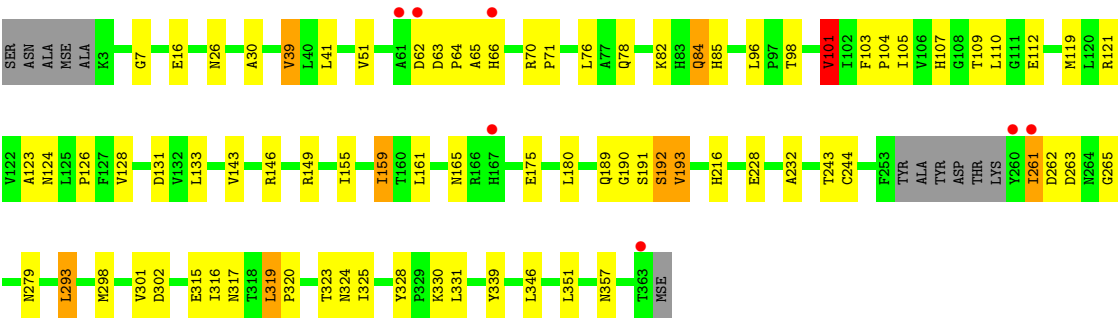 SER ASN ALA MSE ALA K3 G7 E16 N26 A30 V39 L40 L41 V51 A61 D62 D63 P64 A65 H66 R70 P71 L76 A77 Q78 K82 H83 Q84 L96 P97 T98 V101 I102 F103 P104 I105 V106 H107 G108 T109 L110 G111 E112 M119 L120 R121
V122 A123 N124 L125 P126 F127 V128 D131 V132 L133 V143 R146 R149 I155 I159 T160 L161 N165 R166 H167 E175 L180 Q189 G190 S191 S192 V193 H216 E228 A232 T243 C244 F253 TYR ALA TYR ASP THR LYS Y260 I261 D262 D263 N264 G265
N279 L293 M298 V301 D302 E315 I316 N317 T318 L319 P320 T323 N324 I325 Y328 P329 K330 L331 Y339 L346 L351 N357 T363 MSE